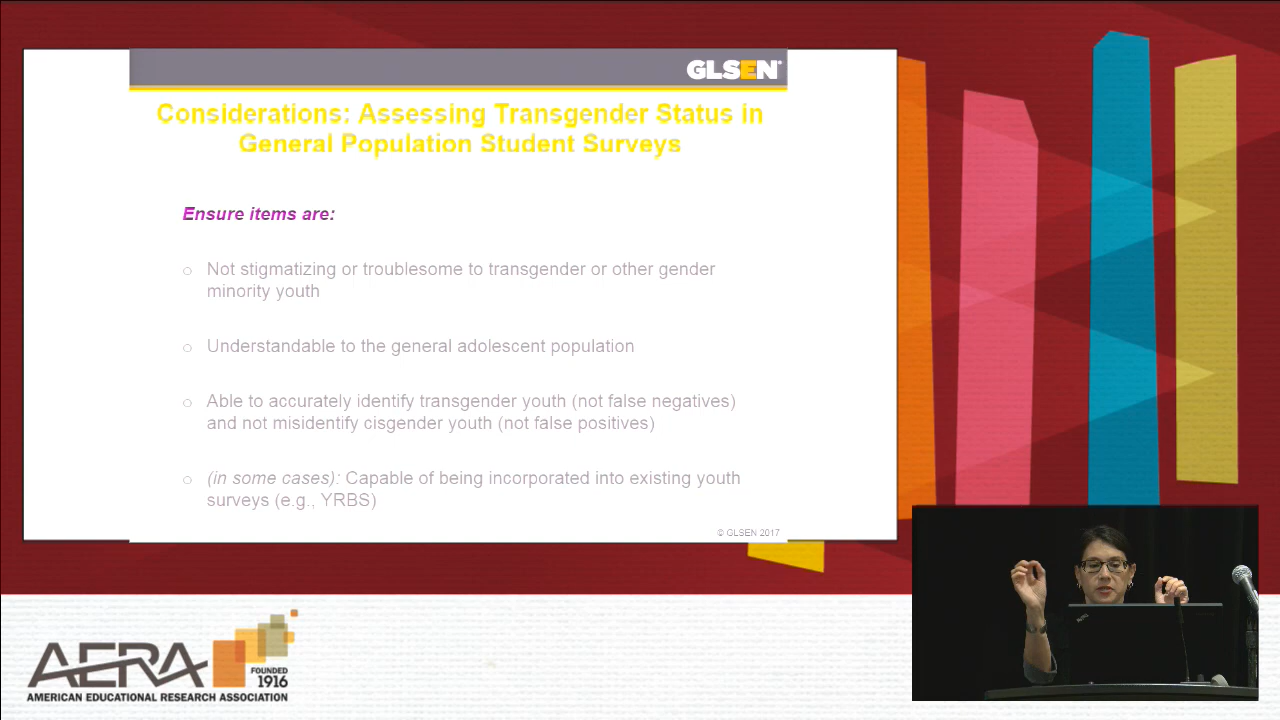 GLSEN
Considerations: Assessing Transgender Status in
General Population Student Surveys
Ensure items are:
Not stigmatizing or troublesome to transgender or other gender
minority youth
Understandable to the general adolescent population
Able to accurately identify transgender youth (not false negatives)
and not misidentify cisgender youth (not false positives)
(in some cases): Capable of being incorporated into existing youth
surveys (e.g., YRBS)
© GLSEN 2017
AERA
FOUNDED
1916
AMERICAN EDUCATIONAL RESEARCH ASSOCIATION